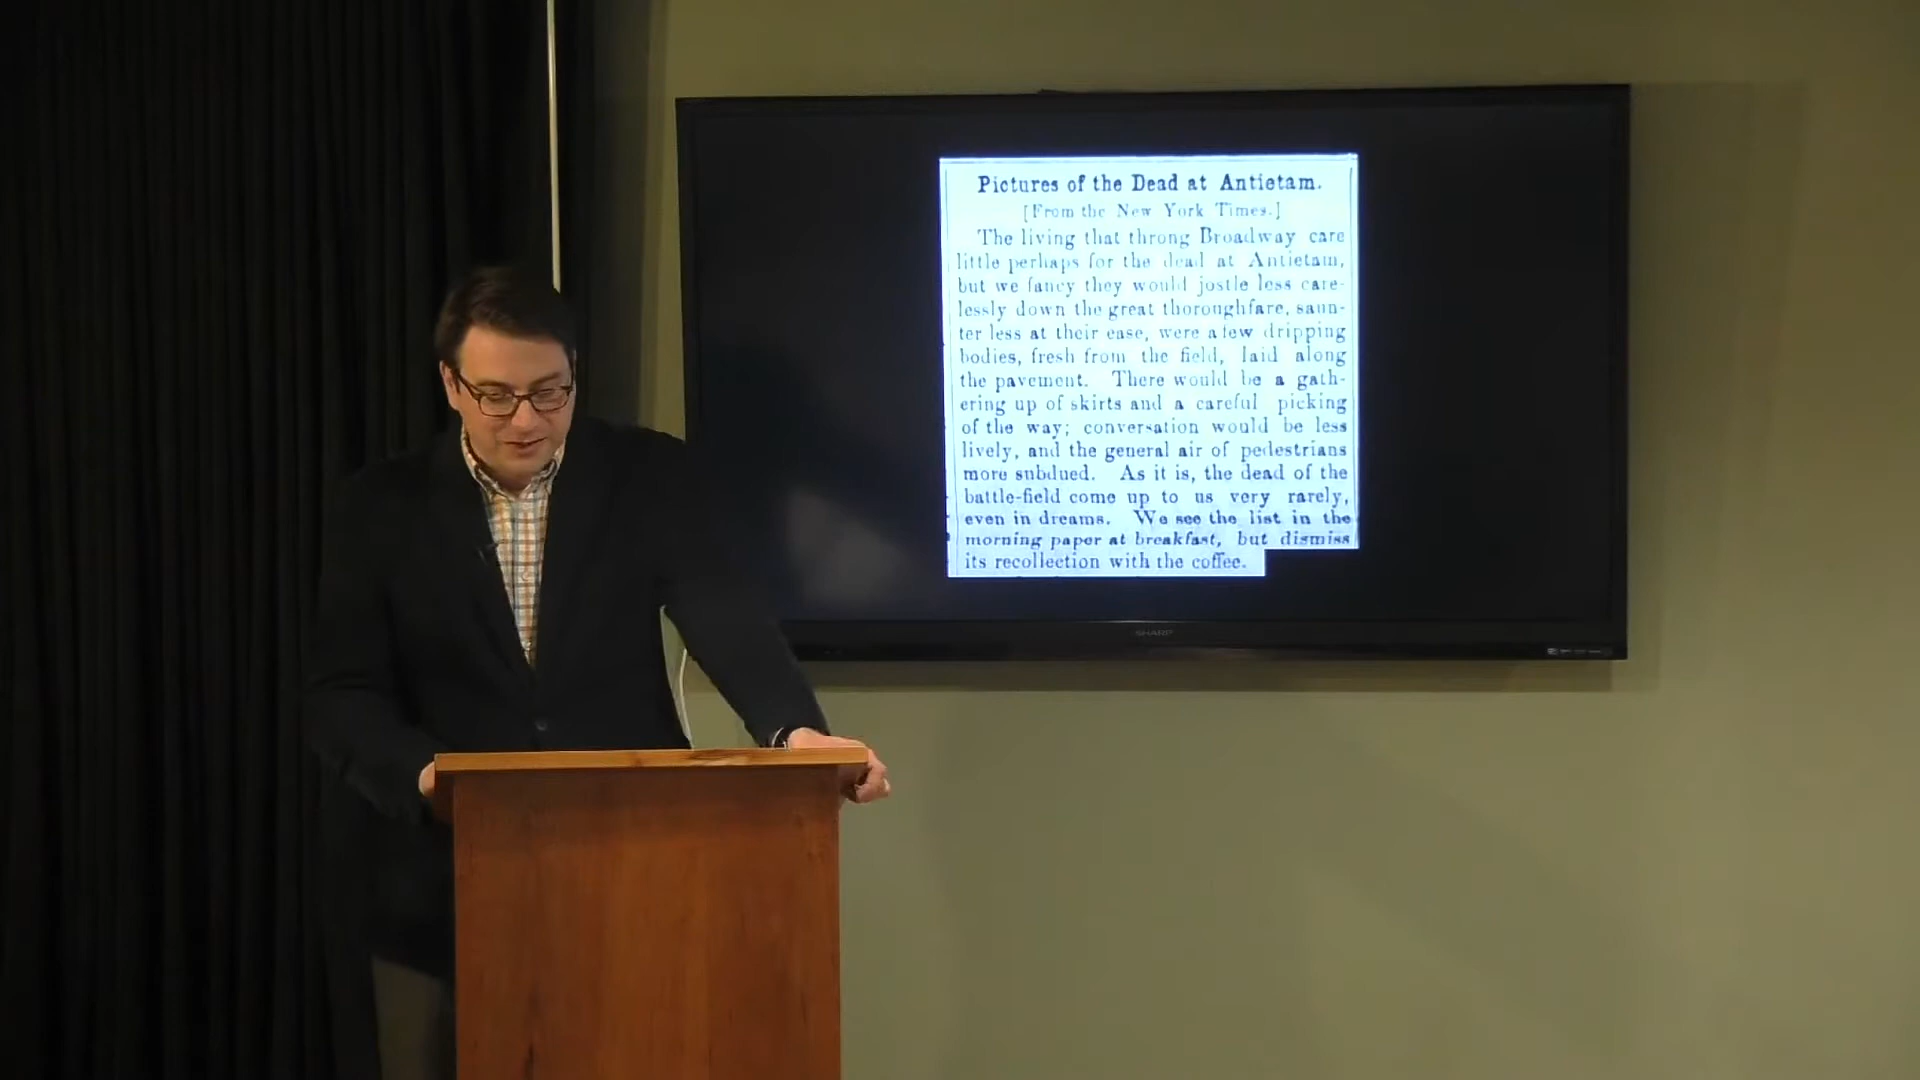 Pictures of the Dead at Antietam.
[From the New York Times.]
The living that throng Broadway care
little perhaps for the dead at Antietam,
but we fancy they would jostle less care-
lessly down the great thoroughfare, saun-
ter less at their ease, were a few dripping
bodies, fresh from the field, laid along
the pavement. There would be a gath-
ering up of skirts and a careful picking
of the way; conversation would be less
lively, and the general air of pedestrians
more subdued. As it is, the dead of the
battle-field come up to us very rarely,
even in dreams. We see the list in the
morning paper at breakfast, but dismiss
its recollection with the coffee.
SHARP